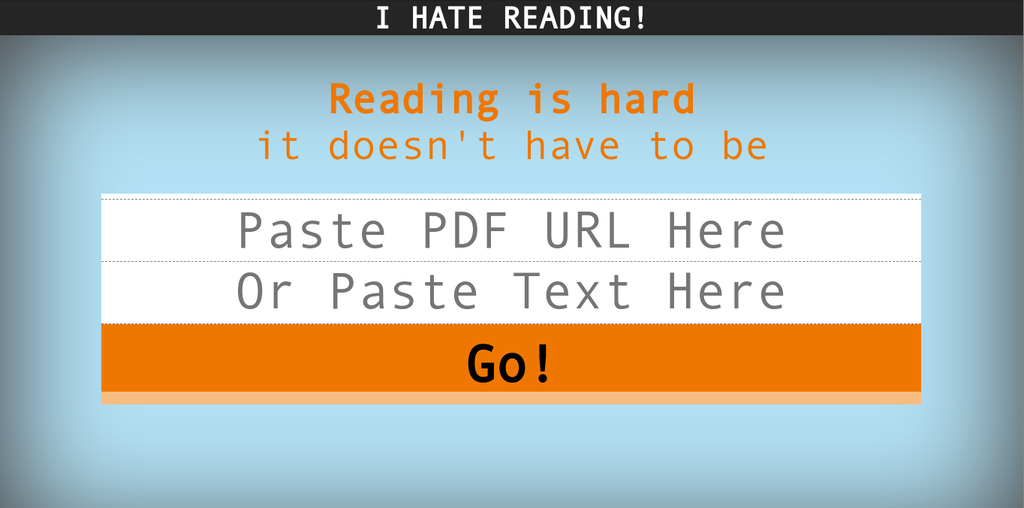 I HATE READING!
Reading is hard
it doesn't have to be
Paste PDF URL Here
Or Paste Text Here
Go!